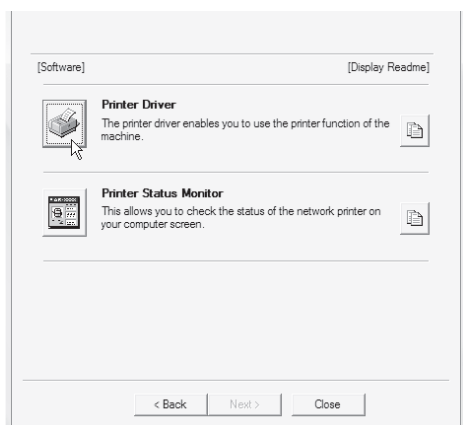 [Software] [Display Readme]
Printer Driver
The printer driver enables you to use the printer function of the
machine.
Printer Status Monitor
This allows you to check the status of the network printer on
your computer screen.
< Back Next > Close